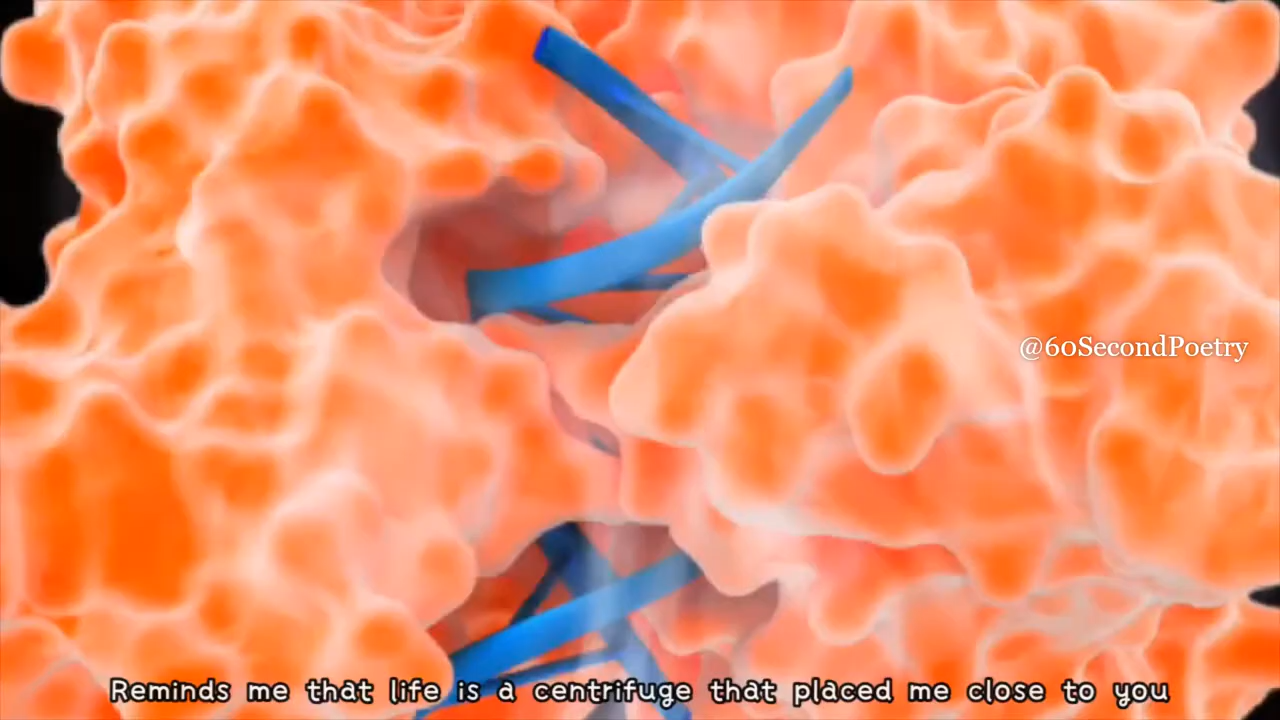 @60SecondPoetry
Reminds me that life is a centrifuge that placed me close to you